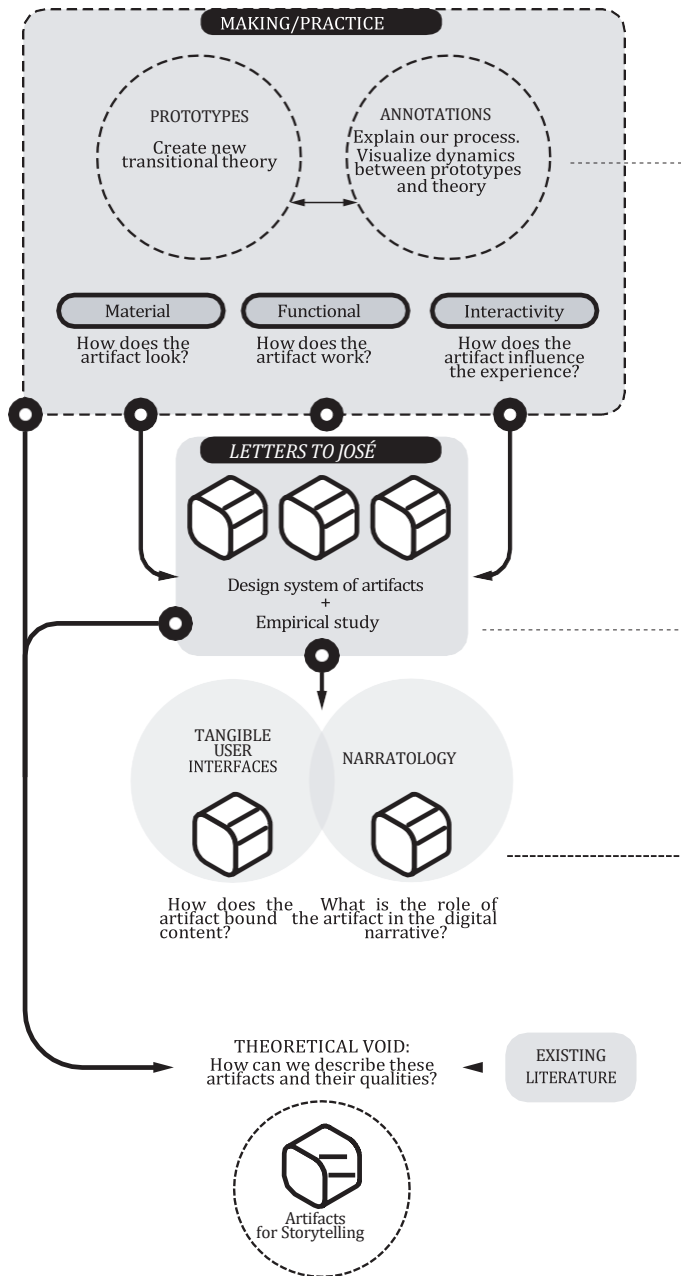 MAKING/PRACTICE
PROTOTYPES
Create new
transitional theory
ANNOTATIONS
Explain our process.
Visualize dynamics
between prototypes
and theory
Material
How does the
artifact look?
Functional
How does the
artifact work?
Interactivity
How does the
artifact influence
the experience?
LETTERS TO JOSÉ
Design system of artifacts
+
Empirical study
TANGIBLE
USER
INTERFACES
NARRATOLOGY
How does the
artifact bound the
content?
What is the role of
artifact in the digital
narrative?
THEORETICAL VOID:
How can we describe these
artifacts and their qualities?
EXISTING
LITERATURE
Artifacts
for Storytelling